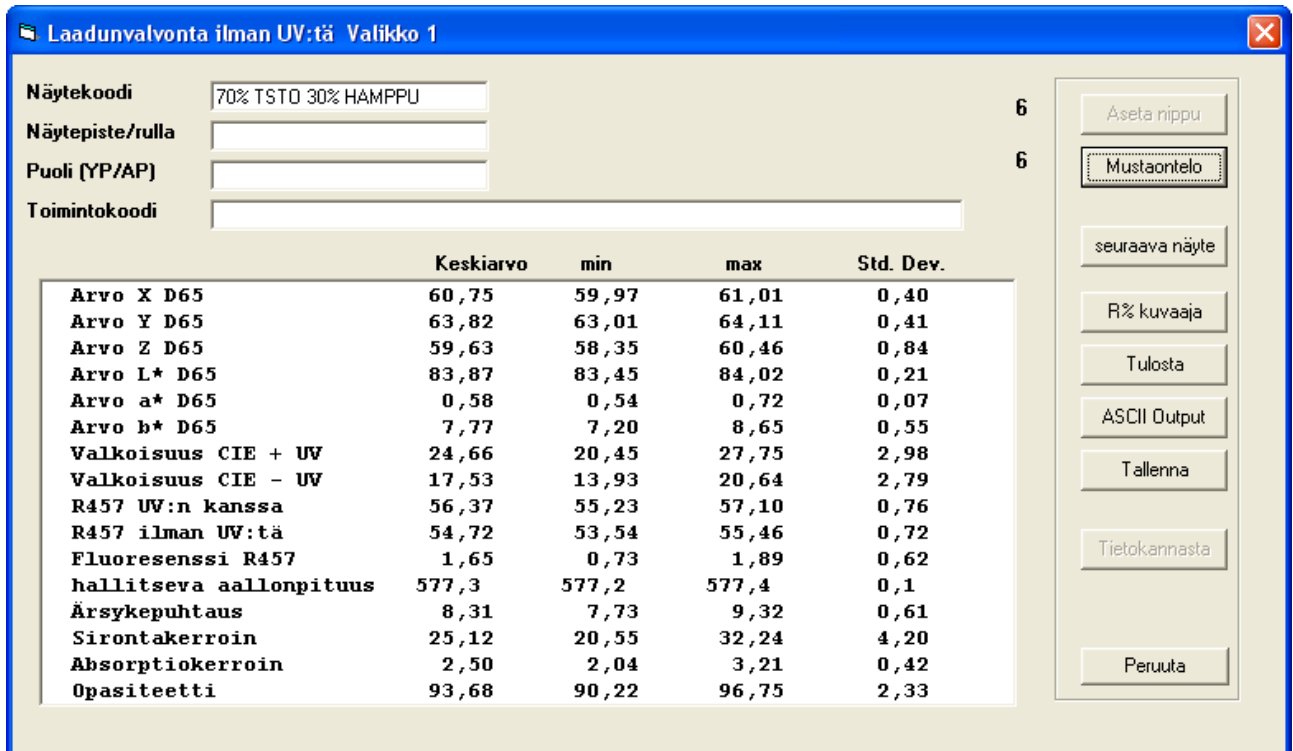 Laadunvalvonta ilman UV:tä Valikko 1
Näytekoodi 70% TSTO 30% HAMPPU
Näytepiste/rulla
Puoli (YP/AP)
Toimintokoodi
6
6
Keskiarvo min max Std. Dev.
Arvo X D65 60,75 59,97 61,01 0,40
Arvo Y D65 63,82 63,01 64,11 0,41
Arvo Z D65 59,63 58,35 60,46 0,84
Arvo L* D65 83,87 83,45 84,02 0,21
Arvo a* D65 0,58 0,54 0,72 0,07
Arvo b* D65 7,77 7,20 8,65 0,55
Valkoisuus CIE + UV 24,66 20,45 27,75 2,98
Valkoisuus CIE - UV 17,53 13,93 20,64 2,79
R457 UV:n kanssa 56,37 55,23 57,10 0,76
R457 ilman UV:tä 54,72 53,54 55,46 0,72
Fluoresenssi R457 1,65 0,73 1,89 0,62
hallitseva aallonpituus 577,3 577,2 577,4 0,1
Ärsykepuhtaus 8,31 7,73 9,32 0,61
Sirontakerroin 25,12 20,55 32,24 4,20
Absorptiokerroin 2,50 2,04 3,21 0,42
Opasiteetti 93,68 90,22 96,75 2,33
Aseta nippu
Mustaontelo
seuraava näyte
R% kuvaaja
Tulosta
ASCII Output
Tallenna
Tietokannasta
Peruuta